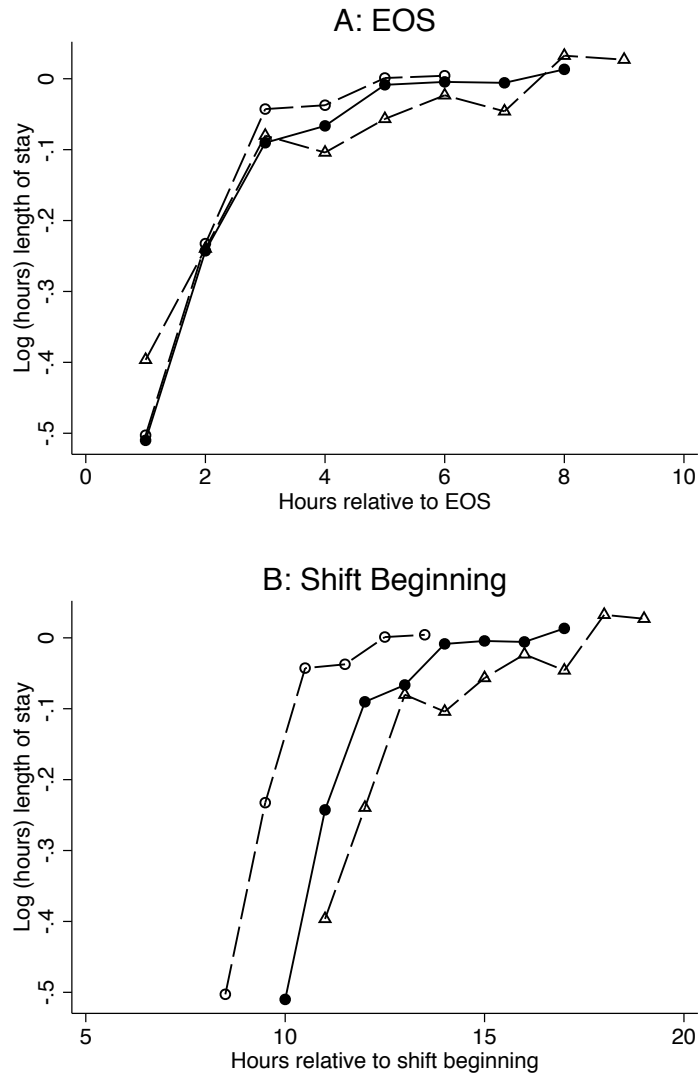 A: EOS
Log (hours) length of stay
0
-.1
-.2
-.3
-.4
-.5
0 2 4 6 8 10
Hours relative to EOS
B: Shift Beginning
Log (hours) length of stay
0
-.1
-.2
-.3
-.4
-.5
5 10 15 20
Hours relative to shift beginning